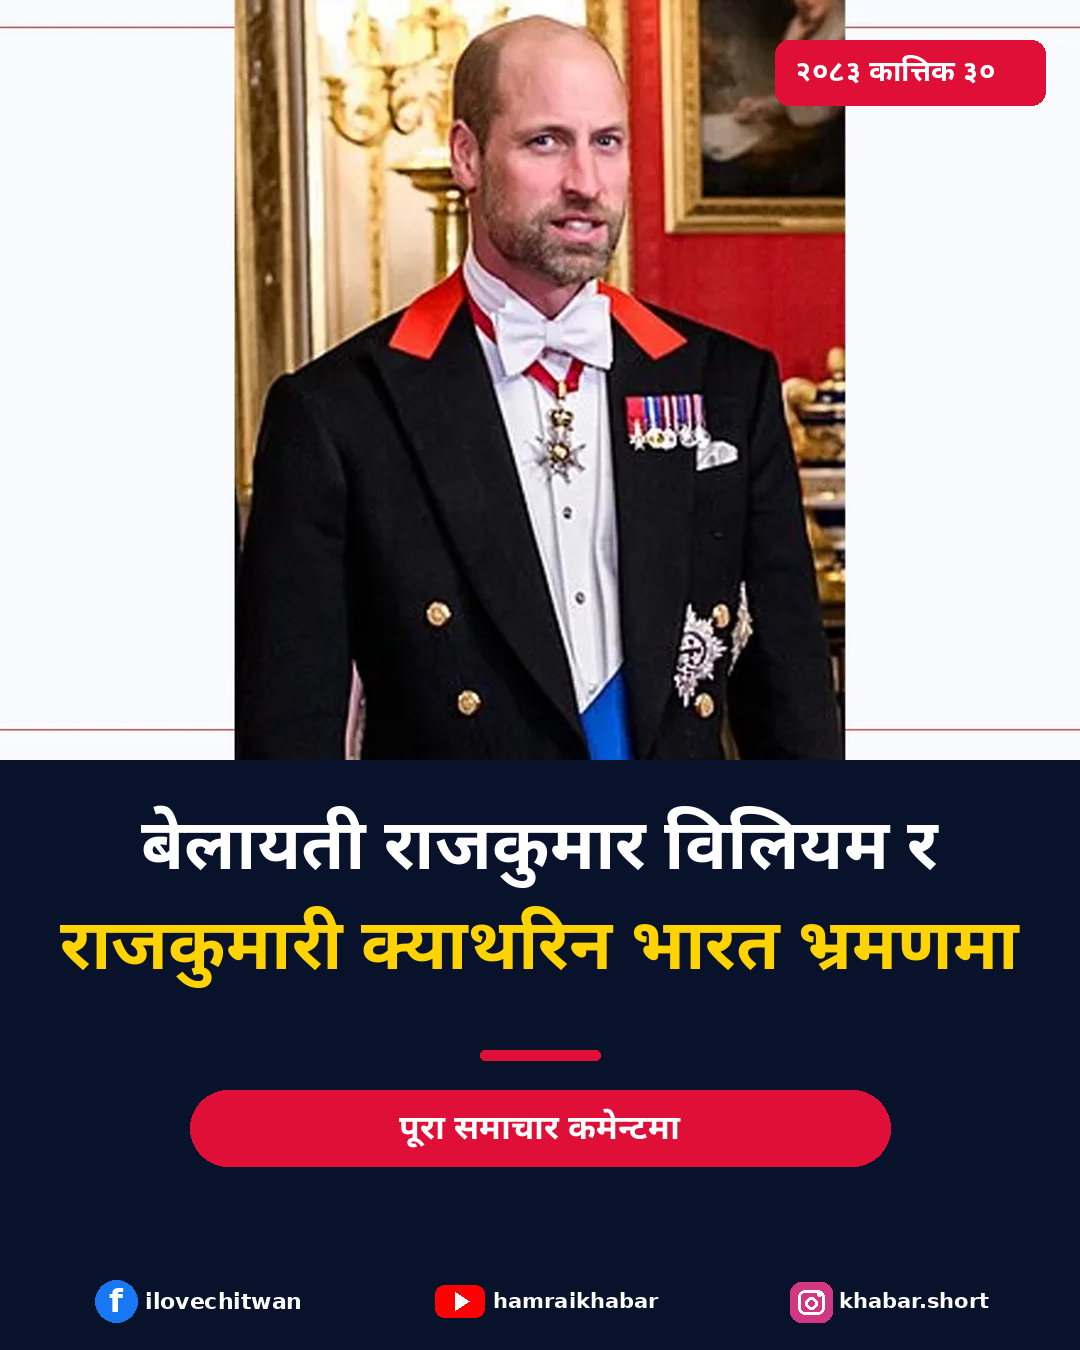 २०८३ कात्तिक ३०
बेलायती राजकुमार विलियम र
राजकुमारी क्याथरिन भारत भ्रमणमा
पूरा समाचार कमेन्टमा
ilovechitwan
hamraikhabar
khabar.short